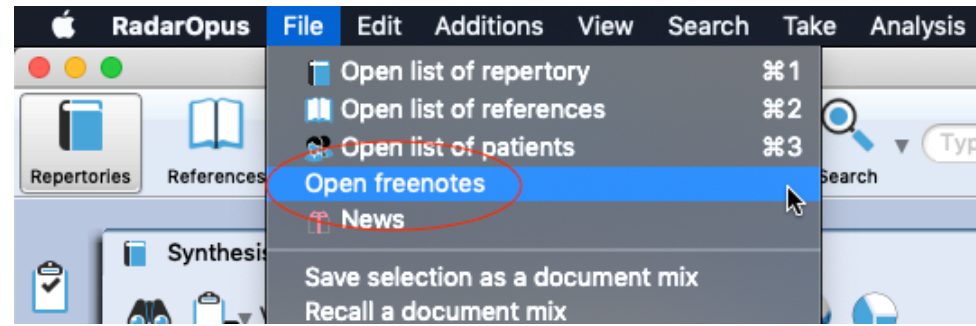 RadarOpus File Edit Additions View Search Take Analysis
Open list of repertory ⌘1
Open list of references ⌘2
Open list of patients ⌘3
Open freenotes
News
Save selection as a document mix
Recall a document mix
Repertories
References
Search
Typ
Synthesis